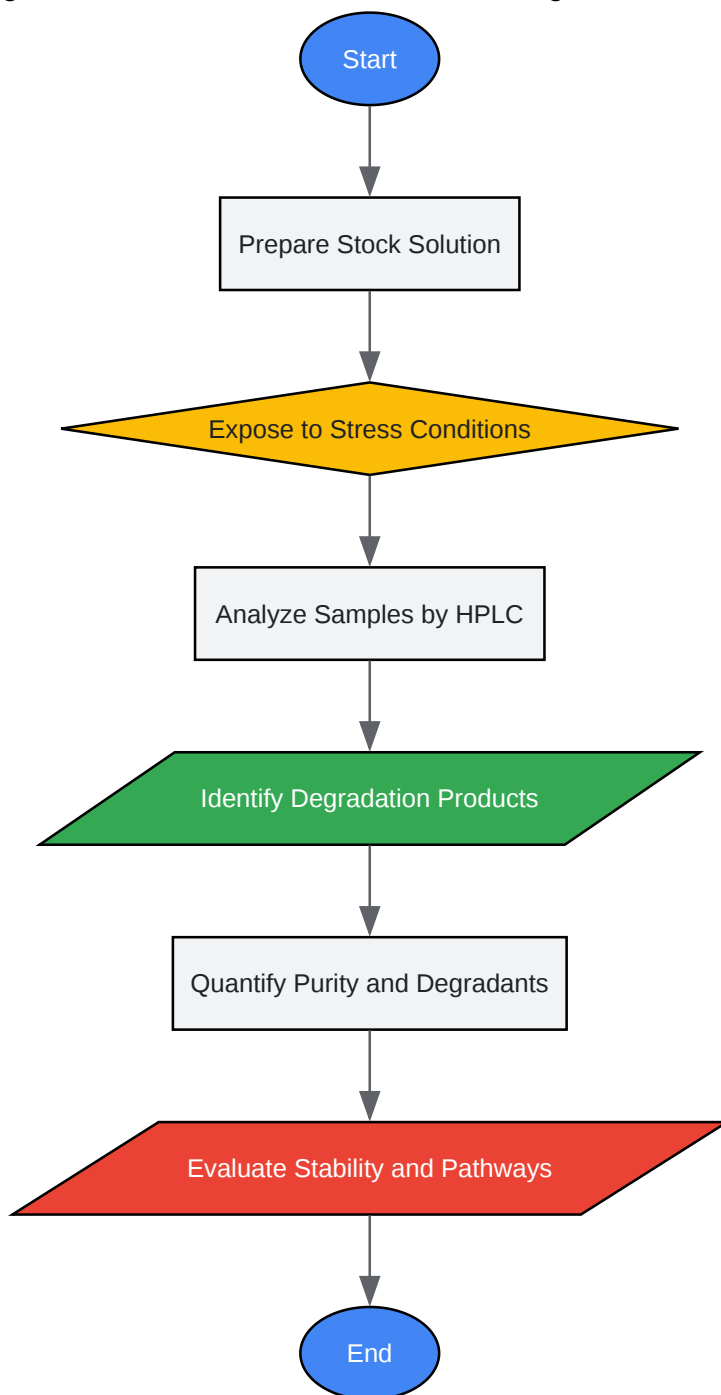 Start
Prepare Stock Solution
Expose to Stress Conditions
Analyze Samples by HPLC
Identify Degradation Products
Quantify Purity and Degradants
Evaluate Stability and Pathways
End